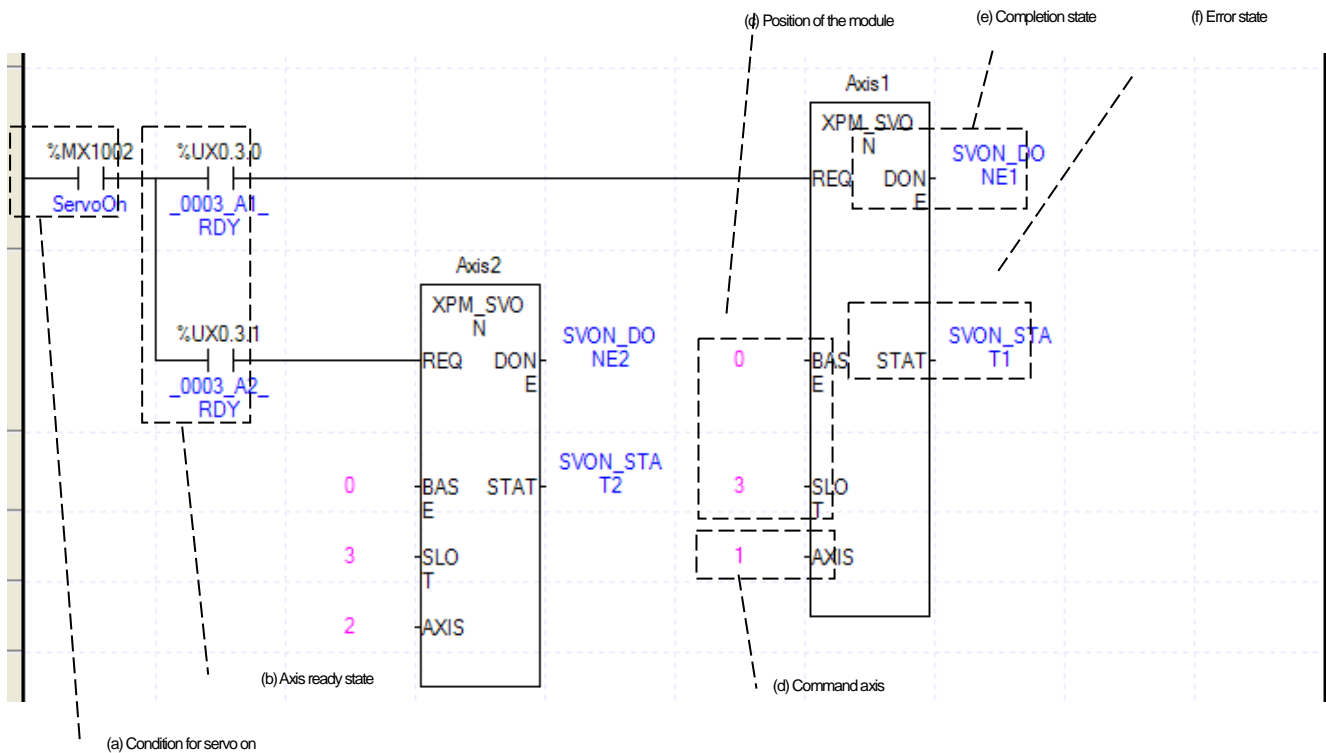 (c) Position of the module
(e) Completion state
(f) Error state
Axis1
XPM_SVO
N
%MX1002
%UX0.3.0
SVON_DO
NE1
REQ
DON
E
ServoOn
_0003_A1_
RDY
Axis2
XPM_SVO
N
%UX0.3.1
SVON_DO
NE2
SVON_STA
T1
REQ
DON
E
0
BAS
E
STAT
_0003_A2_
RDY
SVON_STA
T2
0
BAS
E
STAT
3
SLO
T
3
SLO
T
1
AXIS
2
AXIS
(b) Axis ready state
(d) Command axis
(a) Condition for servo on